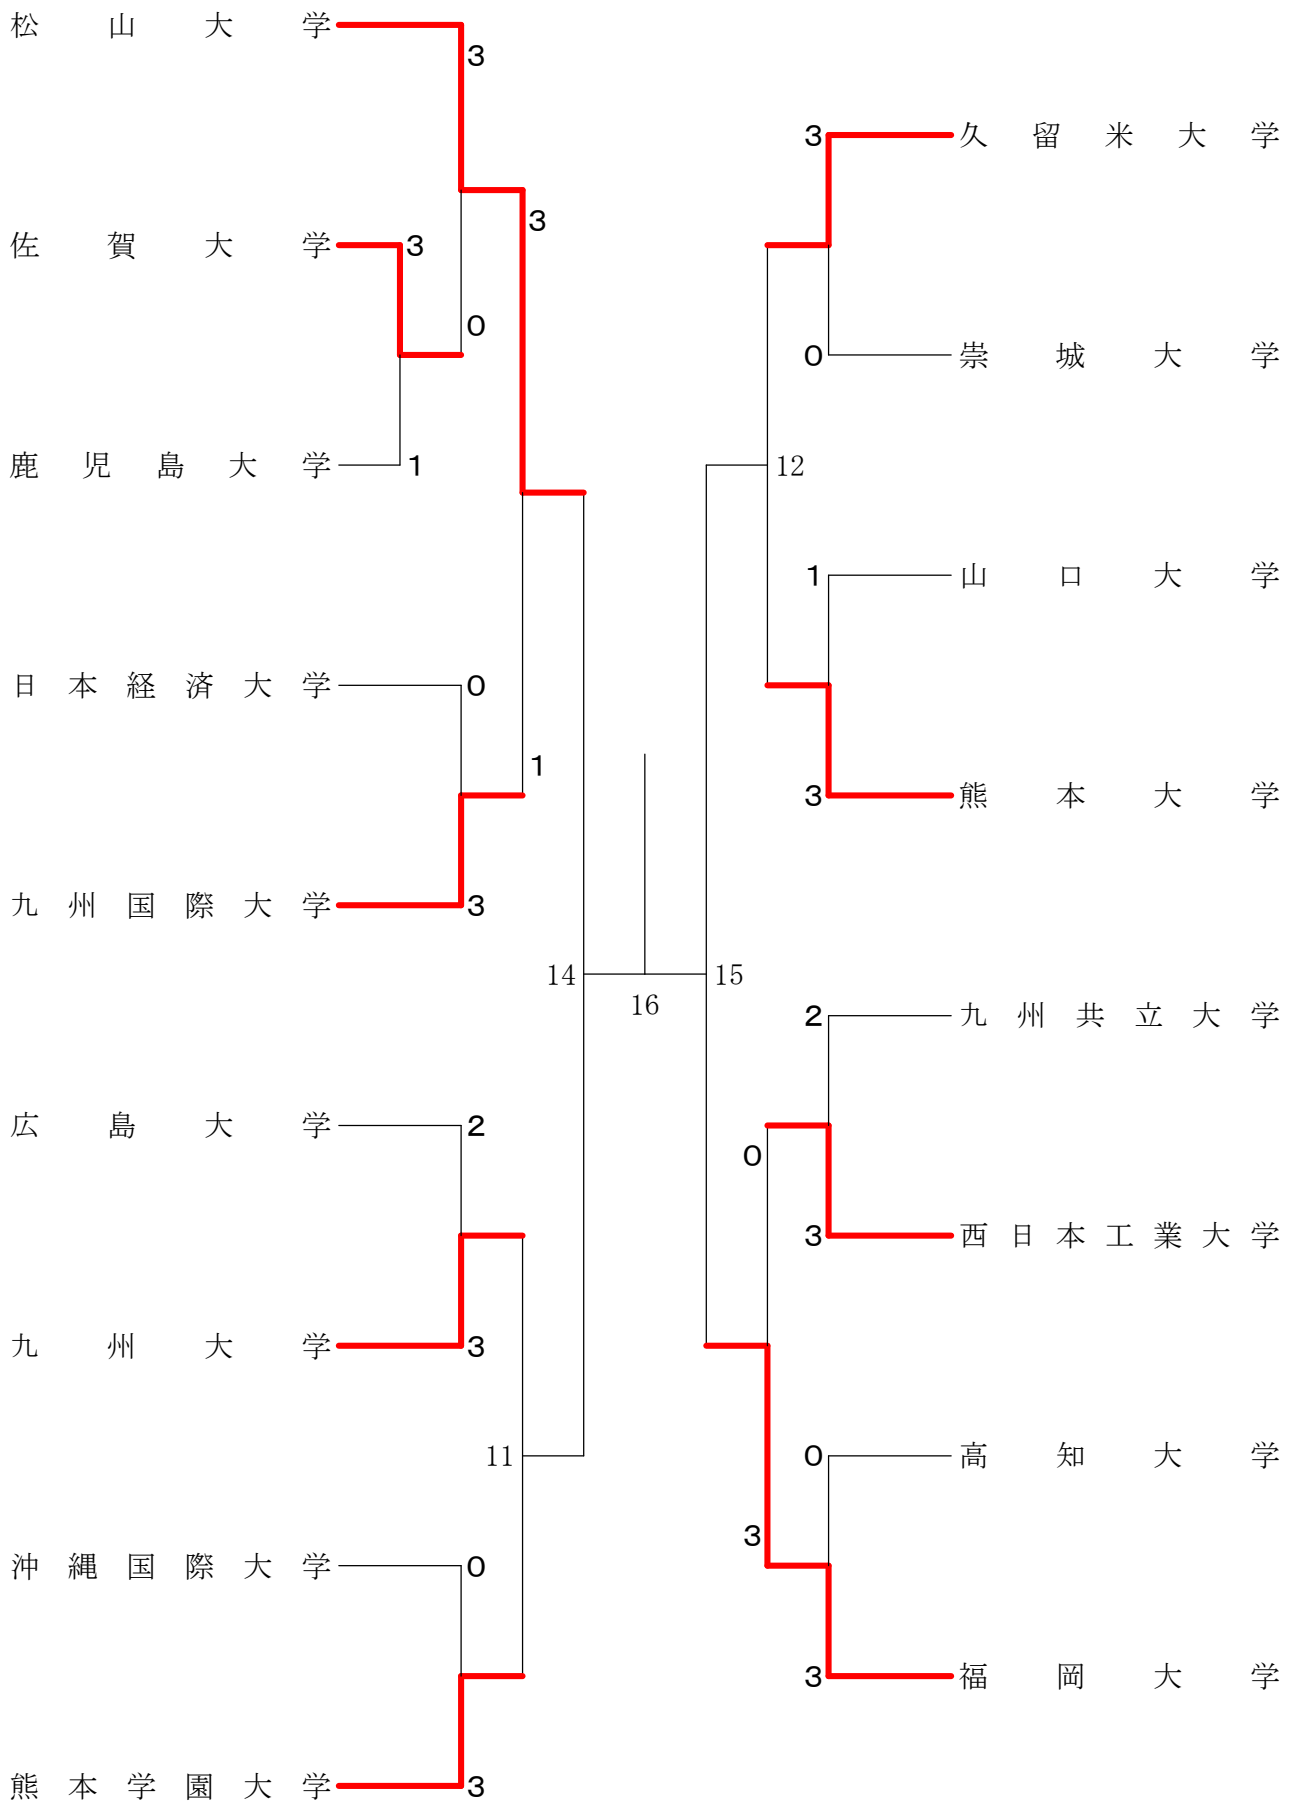 松山大学
3
佐賀大学
3
3
0
鹿児島大学
1
日本経済大学
0
1
九州国際大学
3
14
16
広島大学
2
九州大学
3
11
沖縄国際大学
0
熊本学園大学
3
3
久留米大学
0
崇城大学
12
1
山口大学
3
熊本大学
15
2
九州共立大学
0
3
西日本工業大学
0
高知大学
3
3
福岡大学